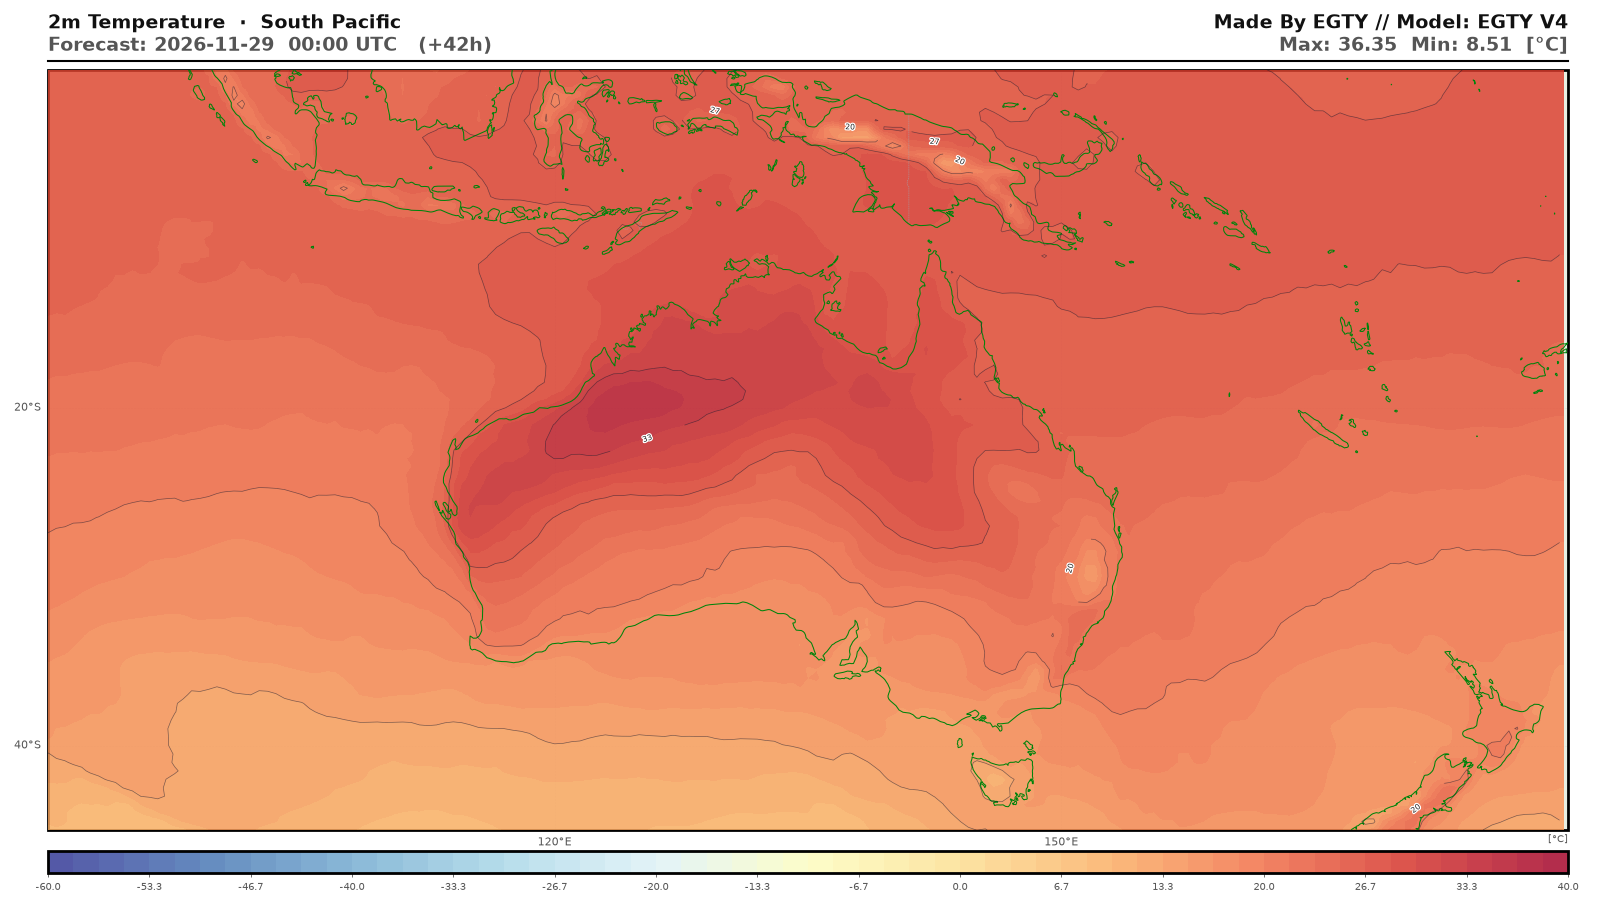 2m Temperature · South Pacific
Made By EGTY // Model: EGTY V4
Forecast: 2026-11-29 00:00 UTC (+42h)
Max: 36.35 Min: 8.51 [°C]
27
20
27
20
20°S
33
20
40°S
20
120°E
150°E
[°C]
-60.0 -53.3 -46.7 -40.0 -33.3 -26.7 -20.0 -13.3 -6.7 0.0 6.7 13.3 20.0 26.7 33.3 40.0